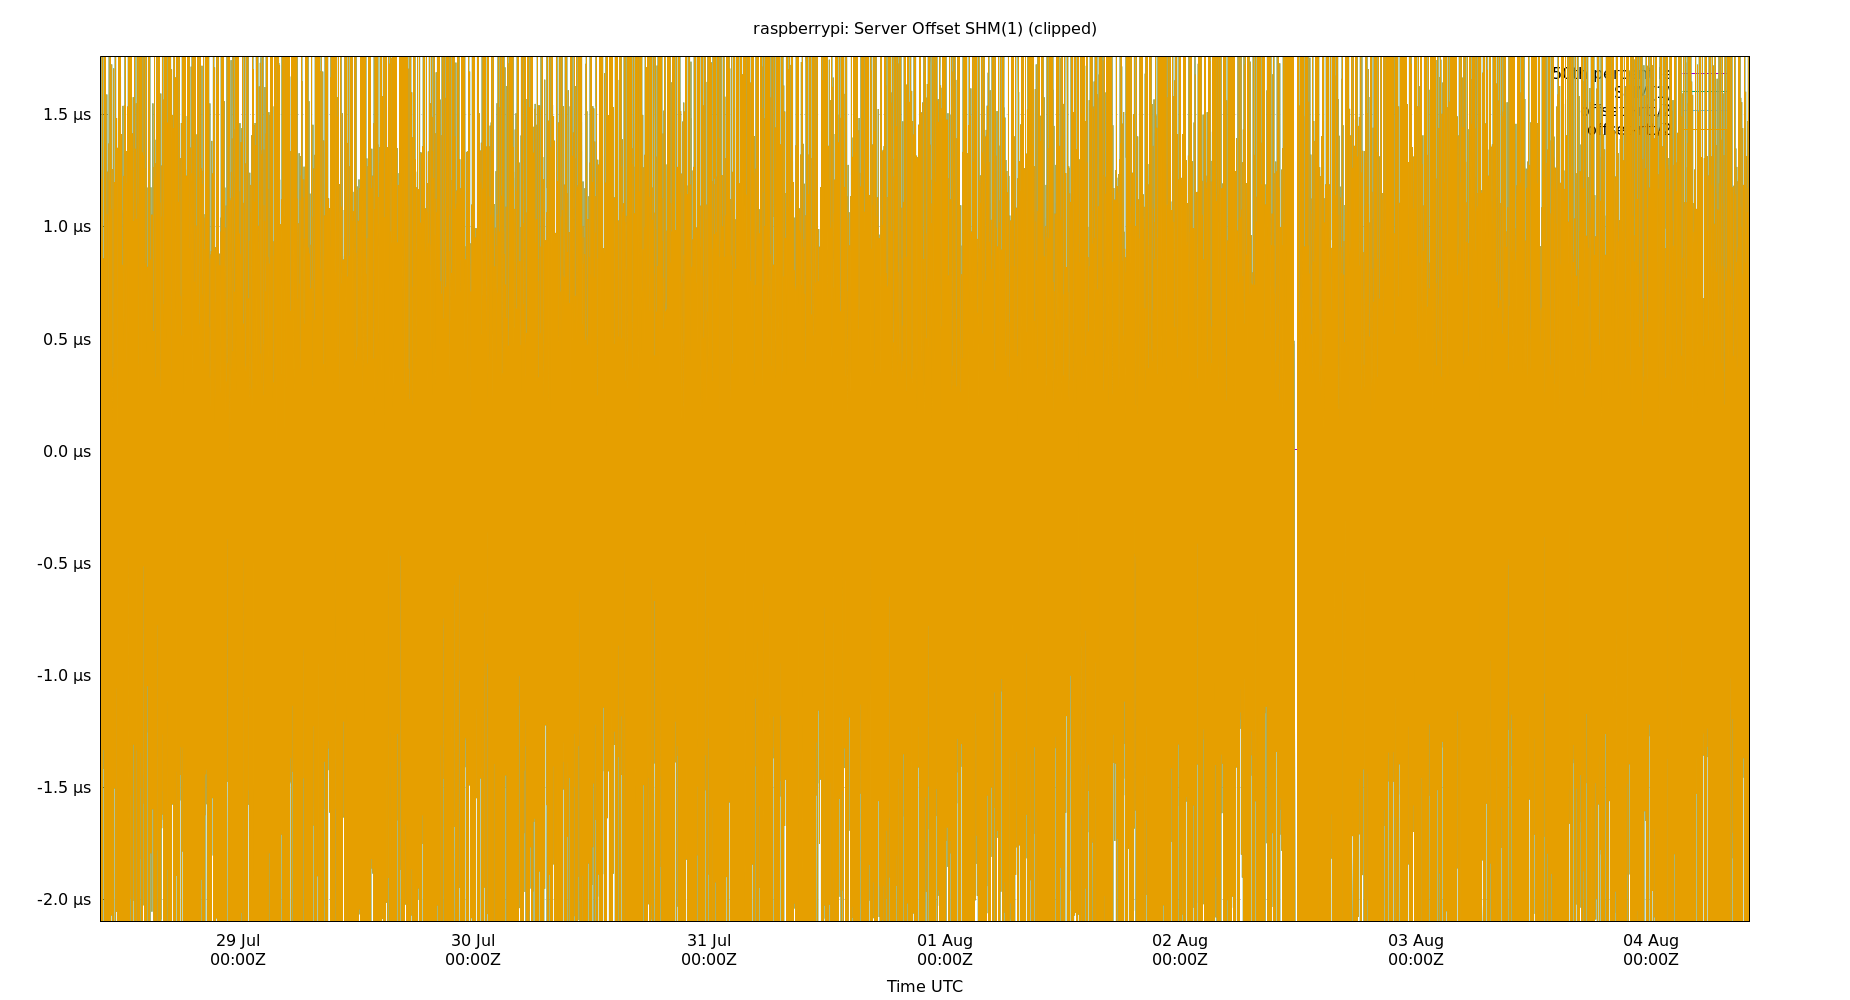 raspberrypi: Server Offset SHM(1) (clipped)
1.5 µs
1.0 µs
0.5 µs
0.0 µs
-0.5 µs
-1.0 µs
-1.5 µs
-2.0 µs
29 Jul 30 Jul 31 Jul 01 Aug 02 Aug 03 Aug 04 Aug
00:00Z 00:00Z 00:00Z 00:00Z 00:00Z 00:00Z 00:00Z
Time UTC